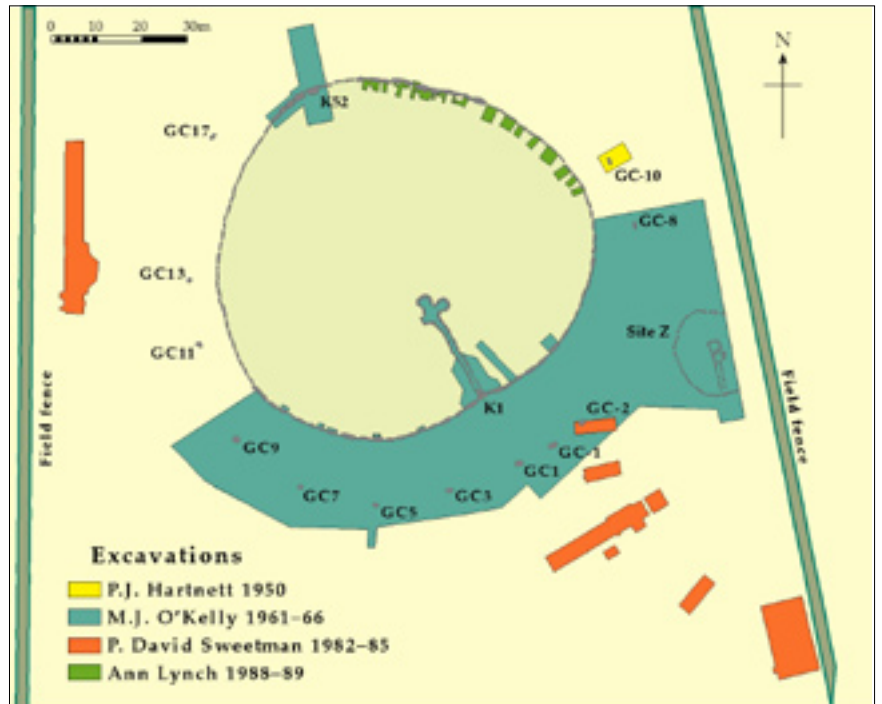 0 10 20 30m
N
K52
GC17
GC-10
GC-8
GC13
Site Z
GC11
K1
GC-2
Field fence
Field fence
GC9
GC-1
GC1
GC7
GC3
GC5
Excavations
P.J. Hartnett 1950
M.J. O'Kelly 1961–66
P. David Sweetman 1982–85
Ann Lynch 1988–89